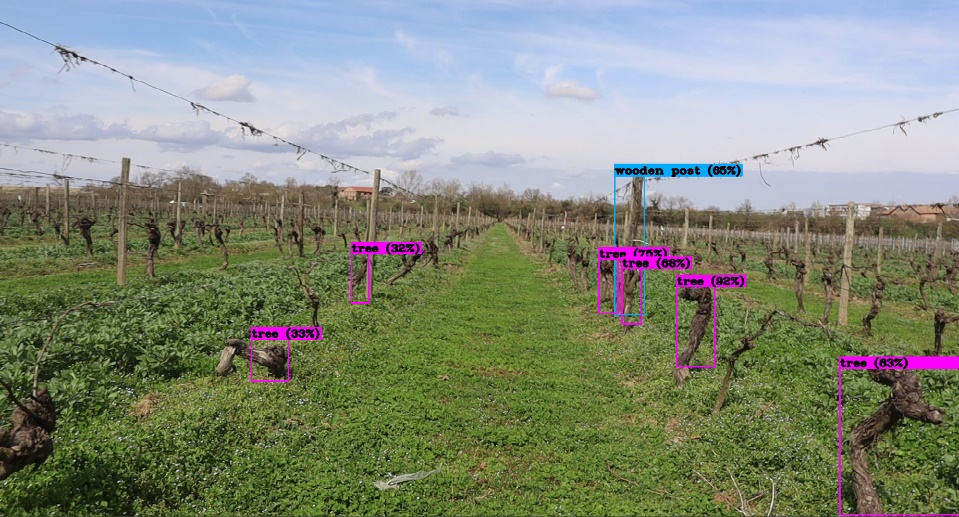 wooden post (65%)
tree (32%)
tree (75%)
tree (68%)
tree (92%)
tree (33%)
tree (63%)